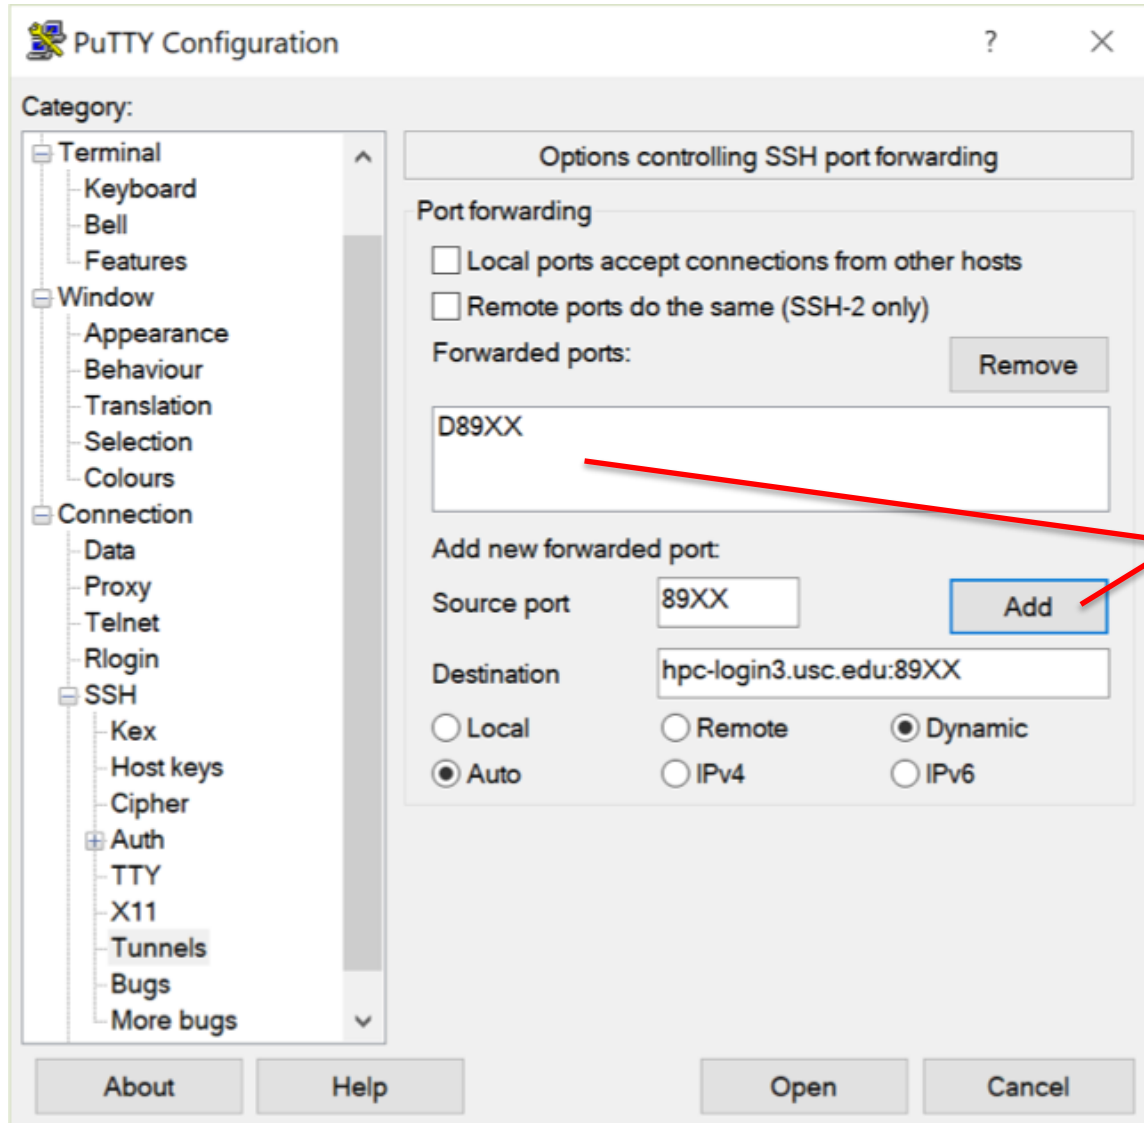 PuTTY Configuration
Category:
Terminal
Keyboard
Bell
Features
Window
Appearance
Behaviour
Translation
Selection
Colours
Connection
Data
Proxy
Telnet
Rlogin
SSH
Kex
Host keys
Cipher
Auth
TTY
X11
Tunnels
Bugs
More bugs
Options controlling SSH port forwarding
Port forwarding
Local ports accept connections from other hosts
Remote ports do the same (SSH-2 only)
Forwarded ports:
Remove
D89XX
Add new forwarded port:
Source port 89XX Add
Destination hpc-login3.usc.edu:89XX
Local Remote Dynamic
Auto IPv4 IPv6
About Help Open Cancel